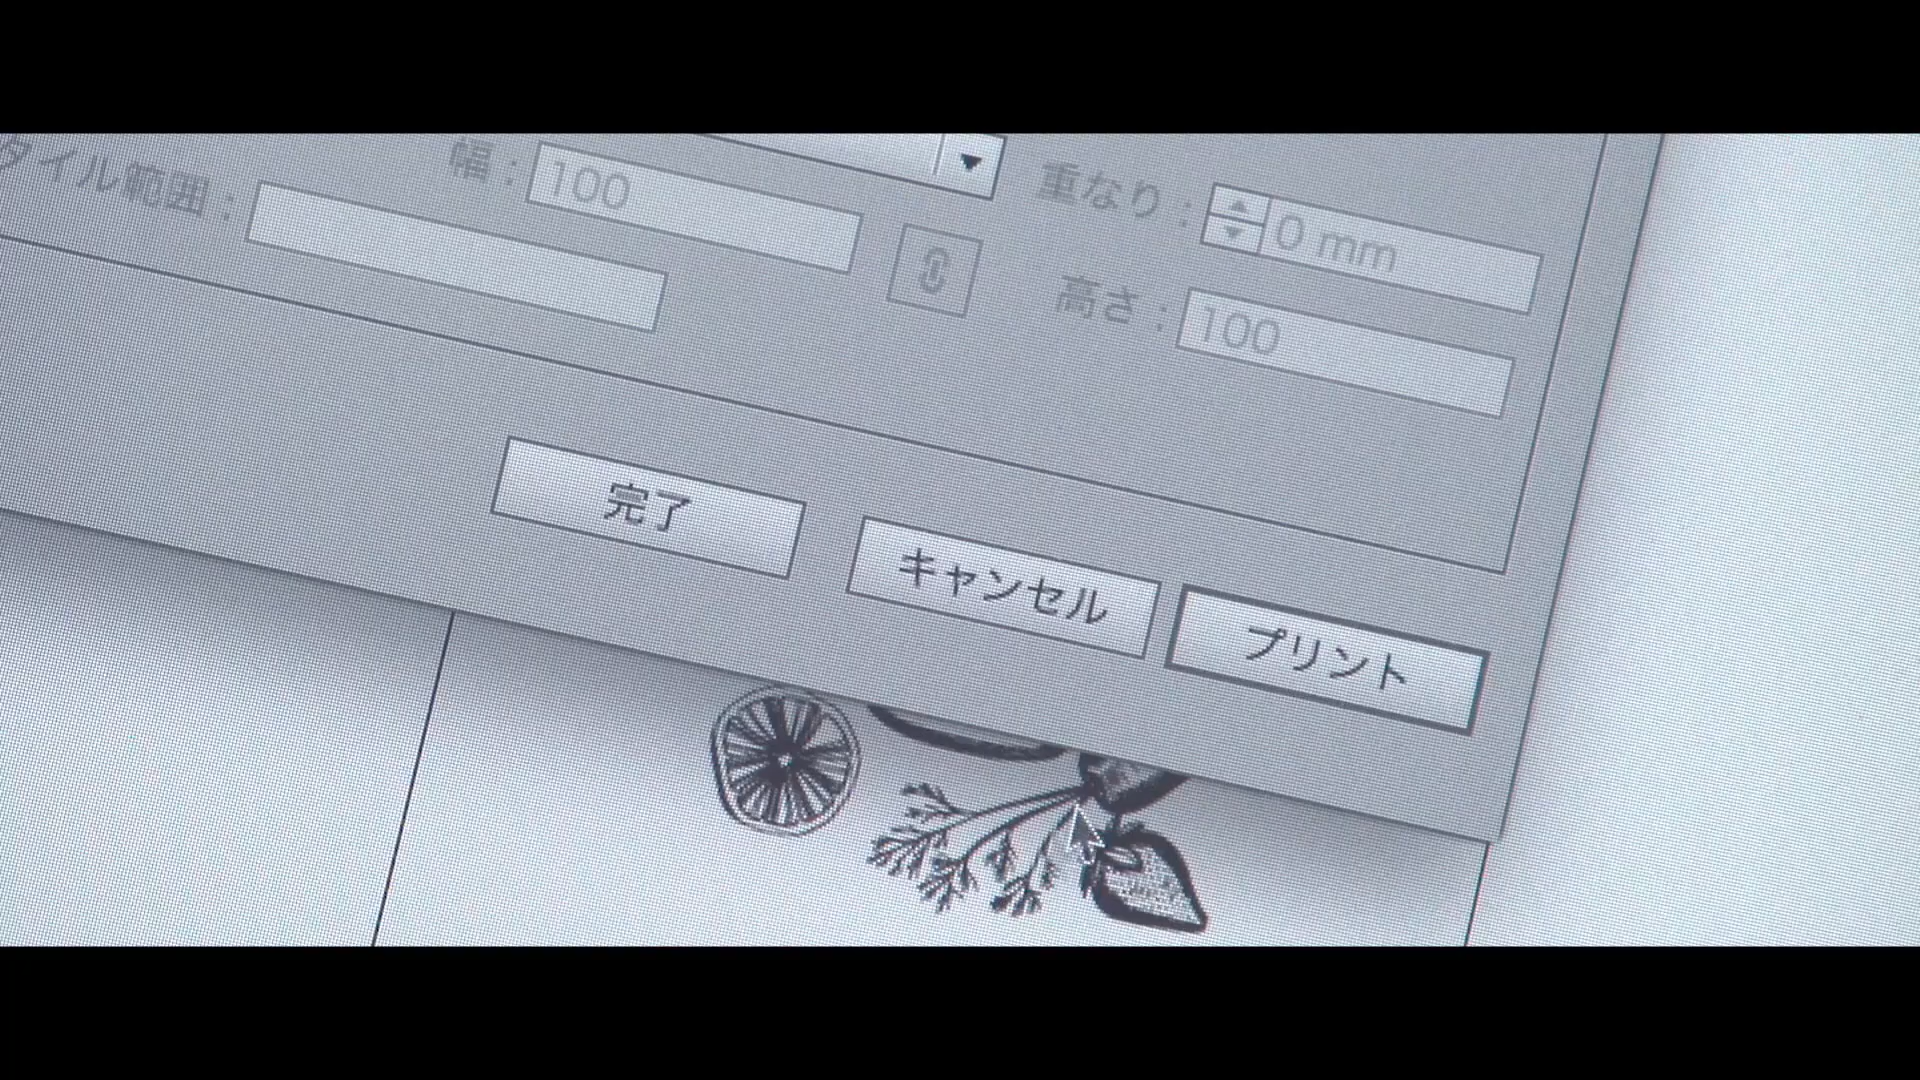 重なり： 0 mm
幅： 100
高さ： 100
タイル範囲：
完了
キャンセル
プリント